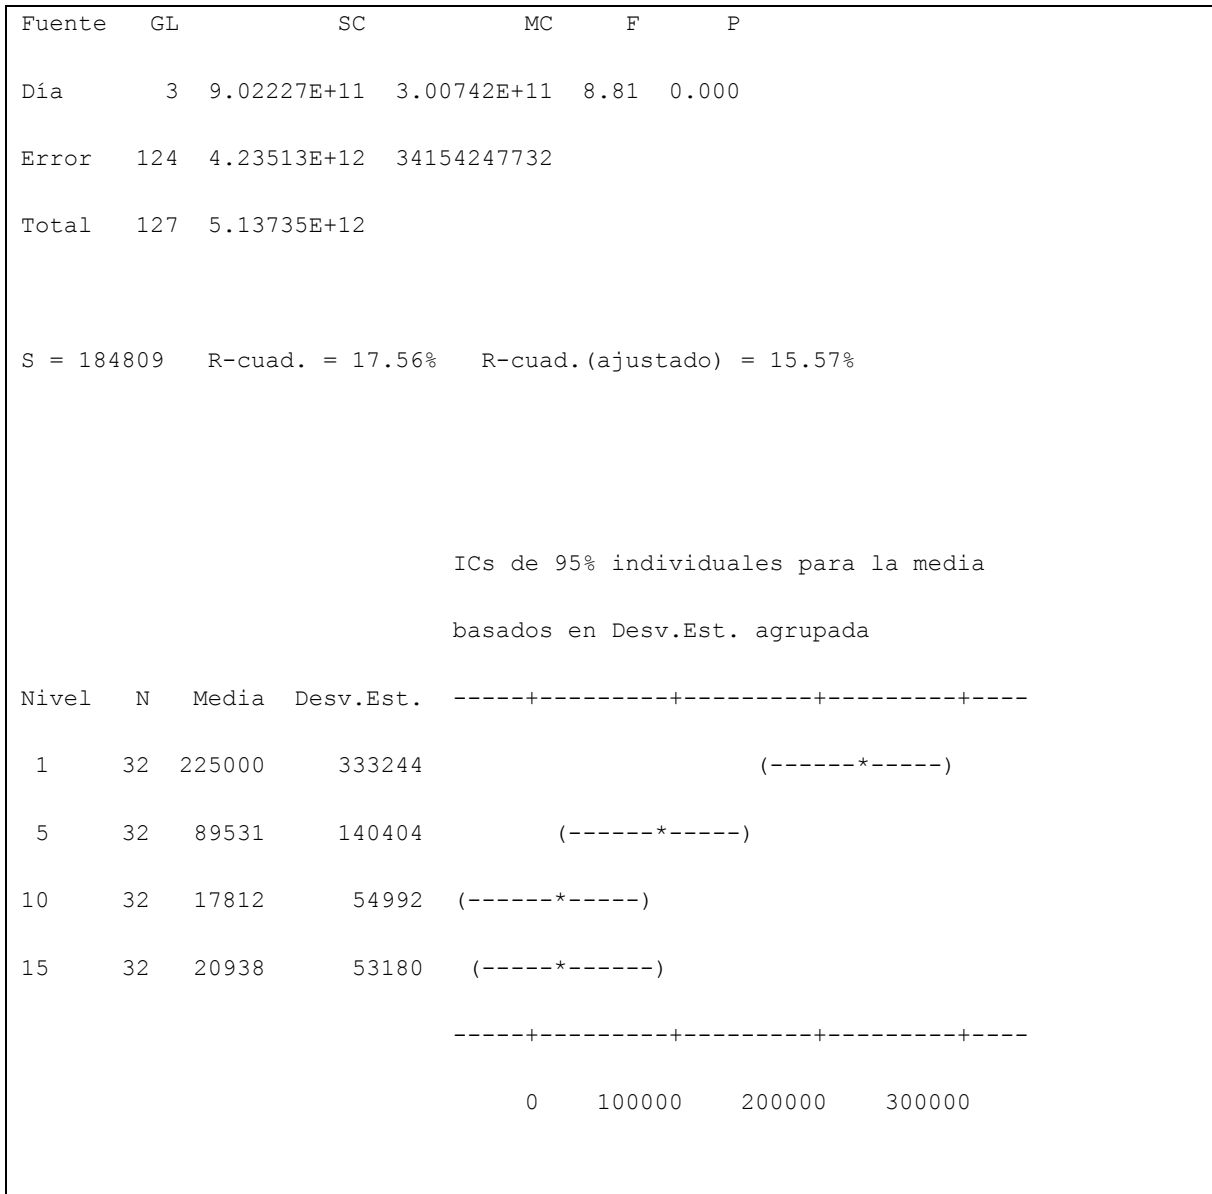 Fuente   GL            SC            MC     F      P
Día       3  9.02227E+11  3.00742E+11  8.81  0.000
Error   124  4.23513E+12  34154247732
Total   127  5.13735E+12
S = 184809   R-cuad. = 17.56%   R-cuad.(ajustado) = 15.57%
ICs de 95% individuales para la media
basados en Desv.Est. agrupada
Nivel   N   Media  Desv.Est.  -----+---------+---------+---------+----
1     32  225000     333244                       (------*-----)
5     32   89531     140404         (------*-----)
10     32   17812      54992  (------*-----)
15     32   20938      53180   (-----*------)
-----+---------+---------+---------+----
0    100000    200000    300000